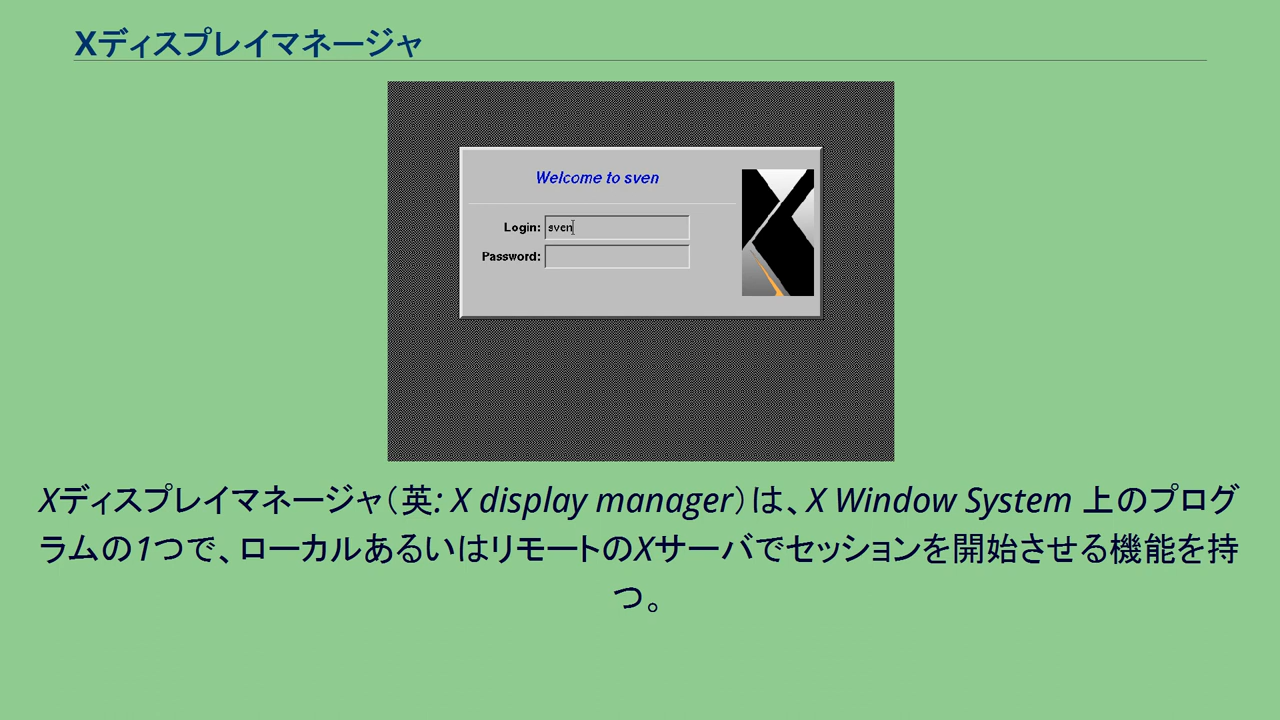 Xディスプレイマネージャ
Welcome to sven
Login: sven
Password:
Xディスプレイマネージャ（英: X display manager）は、X Window System 上のプログ
ラムの1つで、ローカルあるいはリモートのXサーバでセッションを開始させる機能を持
つ。